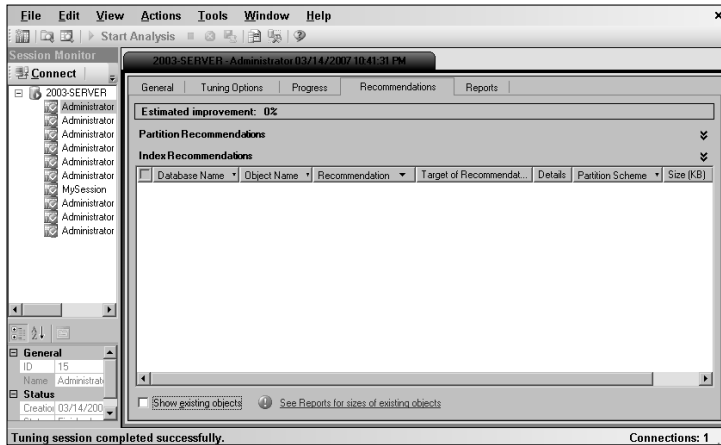 File Edit View Actions Tools Window Help
Start Analysis
Session Monitor
Connect
2003-SERVER
Administrator
Administrator
Administrator
Administrator
Administrator
Administrator
MySession
Administrator
Administrator
Administrator
General
ID 15
Name Administrat
Status
Creation 03/14/200
2003-SERVER - Administrator 03/14/2007 10:41:31 PM
General Tuning Options Progress Recommendations Reports
Estimated improvement: 0%
Partition Recommendations
Index Recommendations
Database Name Object Name Recommendation Target of Recommendat... Details Partition Scheme Size (KB)
Show existing objects See Reports for sizes of existing objects
Tuning session completed successfully. Connections: 1